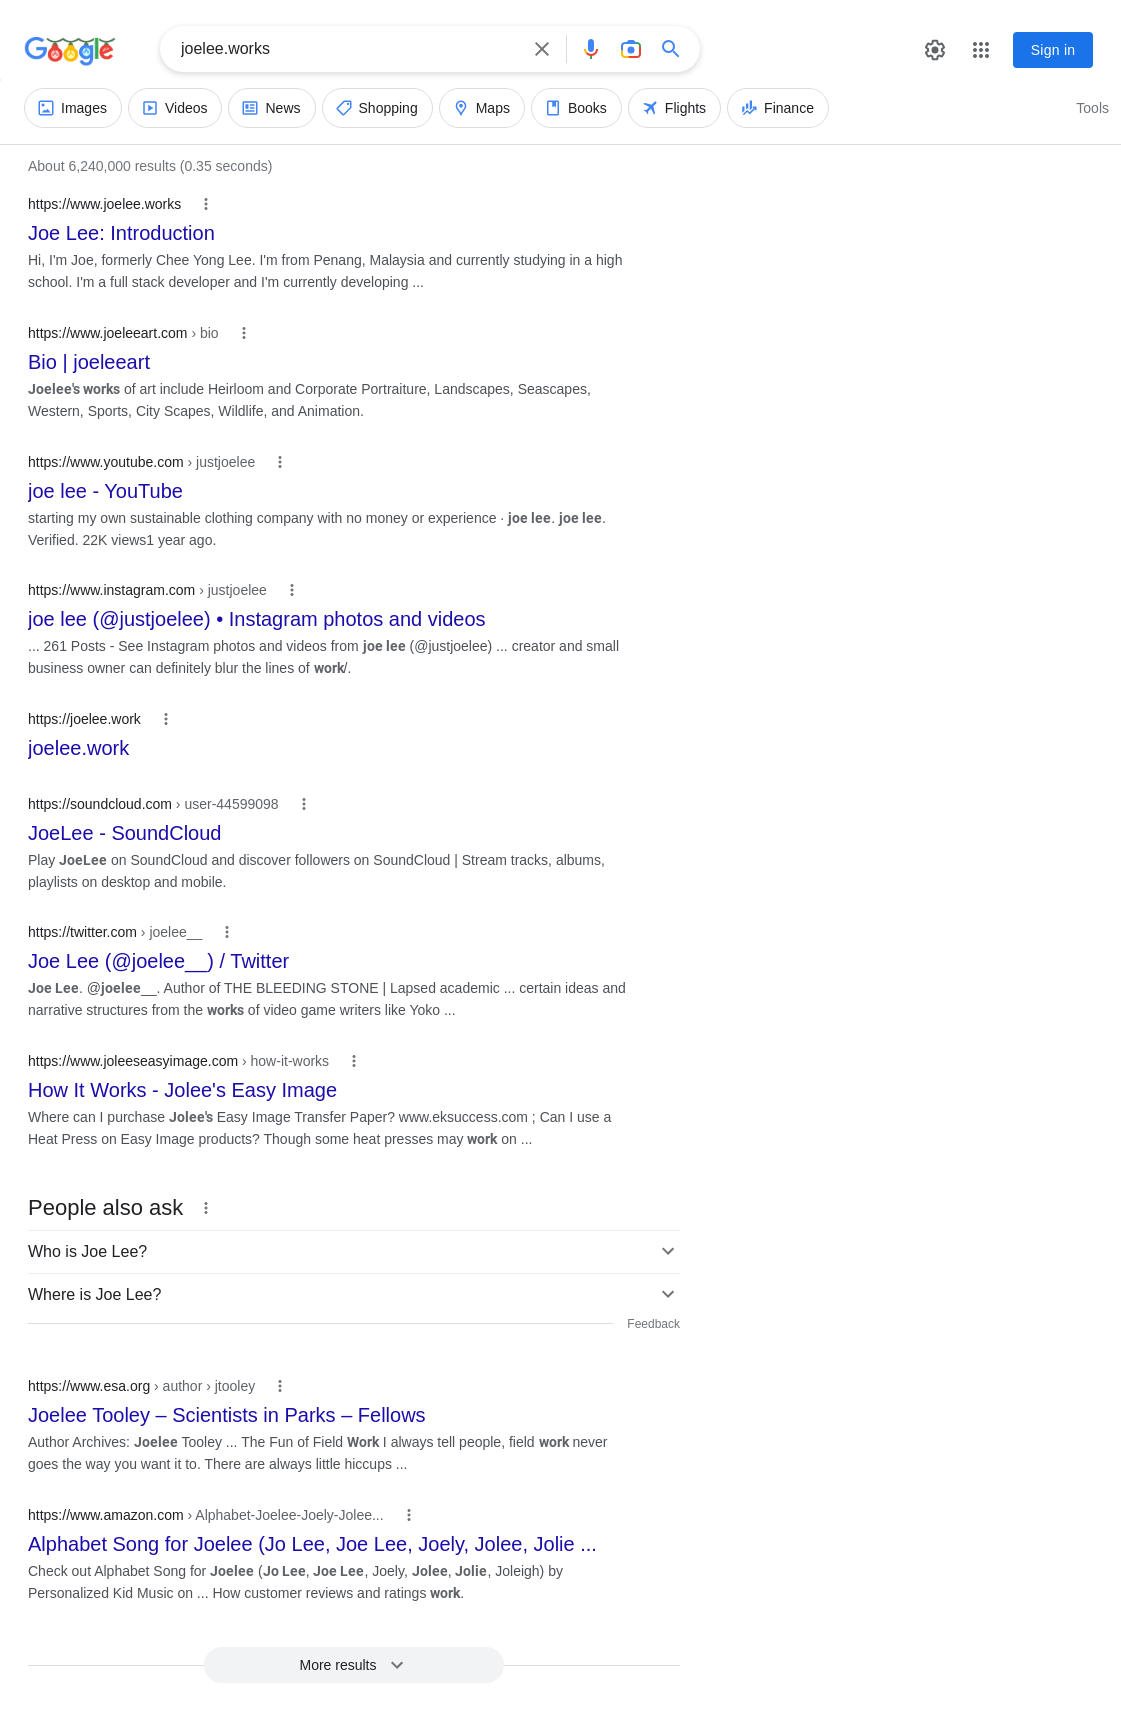 Google
joelee.works
Sign in
Images
Videos
News
Shopping
Maps
Books
Flights
Finance
Tools
About 6,240,000 results (0.35 seconds)
https://www.joelee.works
Joe Lee: Introduction
Hi, I'm Joe, formerly Chee Yong Lee. I'm from Penang, Malaysia and currently studying in a high
school. I'm a full stack developer and I'm currently developing ...
https://www.joeleeart.com › bio
Bio | joeleeart
Joelee's works of art include Heirloom and Corporate Portraiture, Landscapes, Seascapes,
Western, Sports, City Scapes, Wildlife, and Animation.
https://www.youtube.com › justjoelee
joe lee - YouTube
starting my own sustainable clothing company with no money or experience · joe lee. joe lee.
Verified. 22K views1 year ago.
https://www.instagram.com › justjoelee
joe lee (@justjoelee) • Instagram photos and videos
... 261 Posts - See Instagram photos and videos from joe lee (@justjoelee) ... creator and small
business owner can definitely blur the lines of work/.
https://joelee.work
joelee.work
https://soundcloud.com › user-44599098
JoeLee - SoundCloud
Play JoeLee on SoundCloud and discover followers on SoundCloud | Stream tracks, albums,
playlists on desktop and mobile.
https://twitter.com › joelee__
Joe Lee (@joelee__) / Twitter
Joe Lee. @joelee__. Author of THE BLEEDING STONE | Lapsed academic ... certain ideas and
narrative structures from the works of video game writers like Yoko ...
https://www.joleeseasyimage.com › how-it-works
How It Works - Jolee's Easy Image
Where can I purchase Jolee's Easy Image Transfer Paper? www.eksuccess.com ; Can I use a
Heat Press on Easy Image products? Though some heat presses may work on ...
People also ask
Who is Joe Lee?
Where is Joe Lee?
Feedback
https://www.esa.org › author › jtooley
Joelee Tooley – Scientists in Parks – Fellows
Author Archives: Joelee Tooley ... The Fun of Field Work I always tell people, field work never
goes the way you want it to. There are always little hiccups ...
https://www.amazon.com › Alphabet-Joelee-Joely-Jolee...
Alphabet Song for Joelee (Jo Lee, Joe Lee, Joely, Jolee, Jolie ...
Check out Alphabet Song for Joelee (Jo Lee, Joe Lee, Joely, Jolee, Jolie, Joleigh) by
Personalized Kid Music on ... How customer reviews and ratings work.
More results